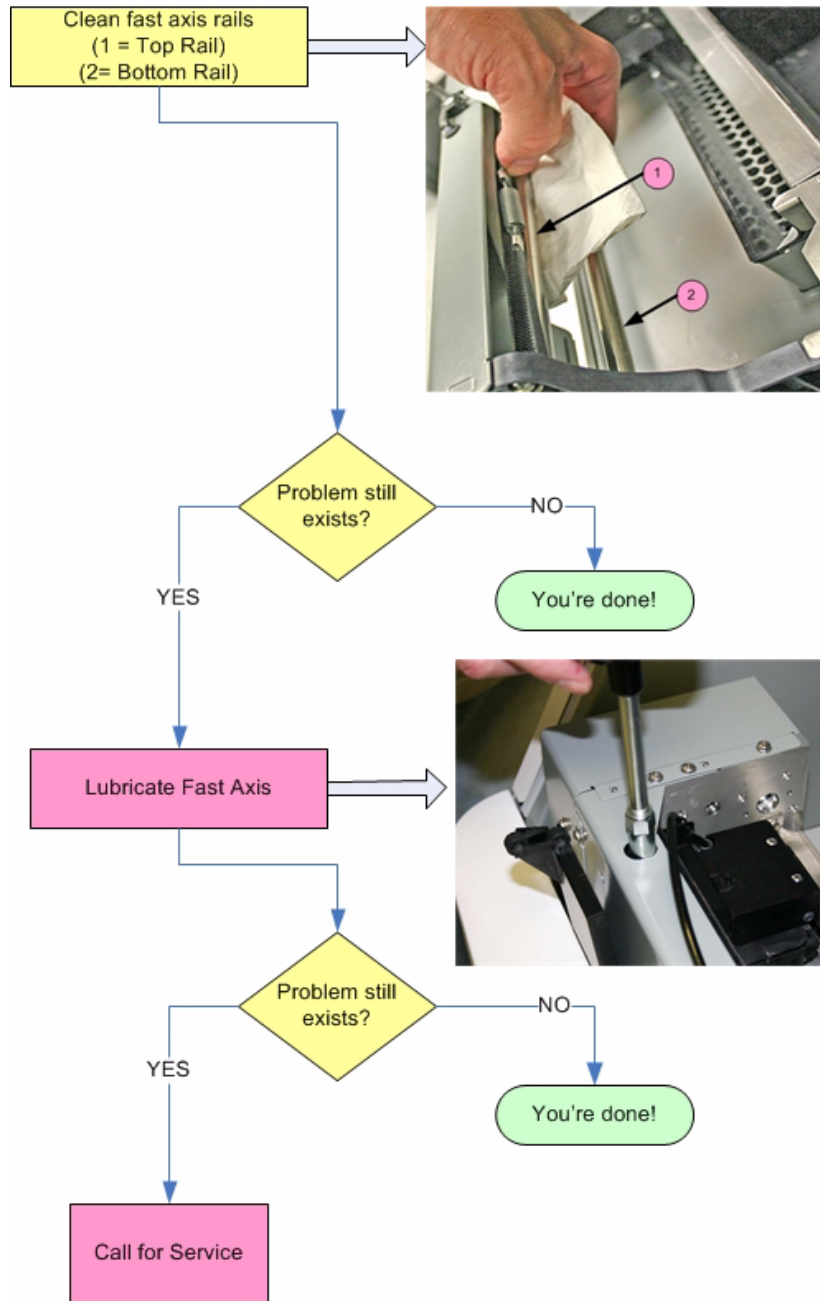 Clean fast axis rails
(1 = Top Rail)
(2= Bottom Rail)
1
2
Problem still
exists?
NO
YES
You're done!
Lubricate Fast Axis
Problem still
exists?
NO
YES
You're done!
Call for Service